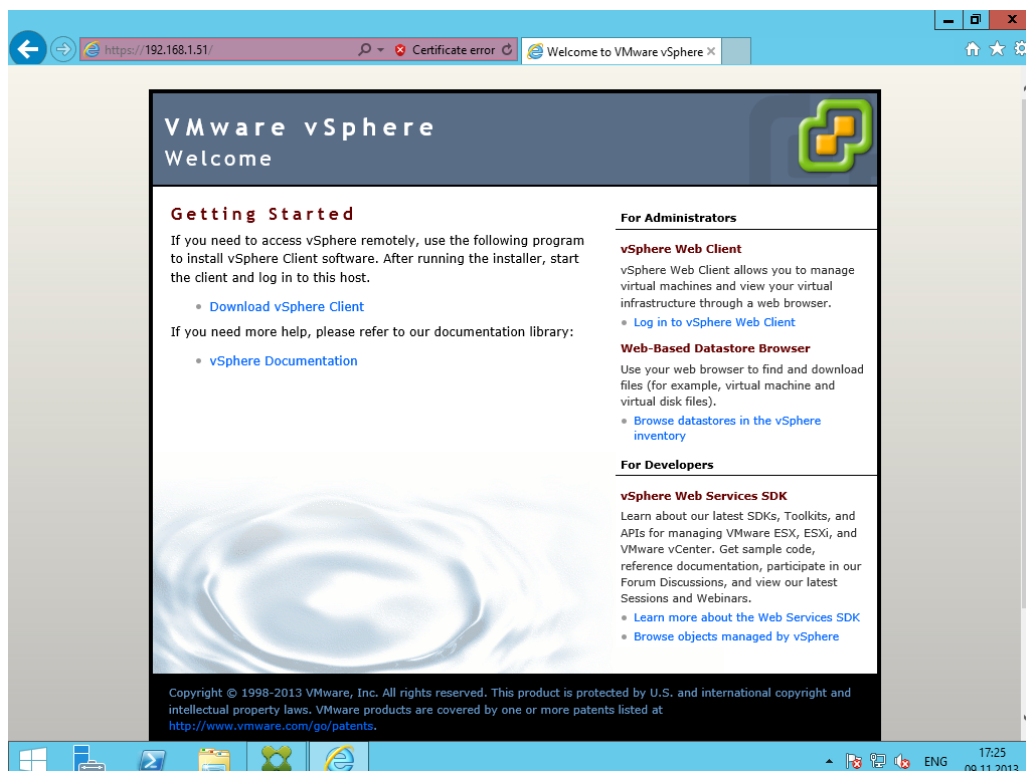 https://192.168.1.51/
Certificate error
Welcome to VMware vSphere
VMware vSphere
Welcome
Getting Started
If you need to access vSphere remotely, use the following program
to install vSphere Client software. After running the installer, start
the client and log in to this host.
Download vSphere Client
If you need more help, please refer to our documentation library:
vSphere Documentation
For Administrators
vSphere Web Client
vSphere Web Client allows you to manage
virtual machines and view your virtual
infrastructure through a web browser.
Log in to vSphere Web Client
Web-Based Datastore Browser
Use your web browser to find and download
files (for example, virtual machine and
virtual disk files).
Browse datastores in the vSphere
inventory
For Developers
vSphere Web Services SDK
Learn about our latest SDKs, Toolkits, and
APIs for managing VMware ESX, ESXi, and
VMware vCenter. Get sample code,
reference documentation, participate in our
Forum Discussions, and view our latest
Sessions and Webinars.
Learn more about the Web Services SDK
Browse objects managed by vSphere
Copyright © 1998-2013 VMware, Inc. All rights reserved. This product is protected by U.S. and international copyright and
intellectual property laws. VMware products are covered by one or more patents listed at
http://www.vmware.com/go/patents.
ENG
17:25
09.11.2013